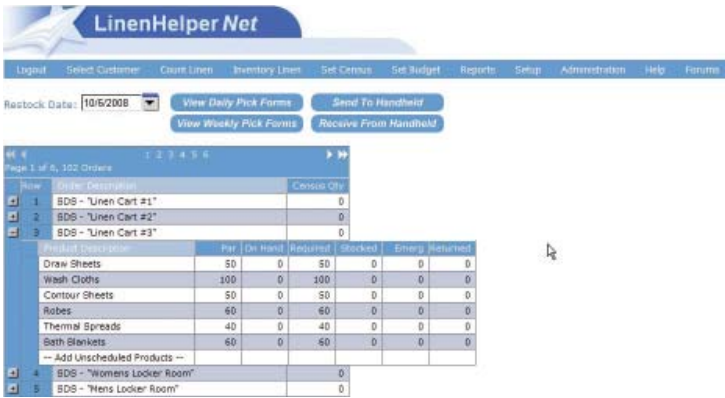 LinenHelper Net
Logout Select Customer Count Linen Inventory Linen Set Census Set Budget Reports Setup Administration Help Forums
Restock Date: 10/6/2008 View Daily Pick Forms Send To Handheld
View Weekly Pick Forms Receive From Handheld
1 2 3 4 5 6
Page 1 of 6, 102 Orders
Row Order Description Census Qty
1 SDS - "Linen Cart #1" 0
2 SDS - "Linen Cart #2" 0
3 SDS - "Linen Cart #3" 0
Product Description Par On Hand Required Stocked Emerg Returned
Draw Sheets 50 0 50 0 0 0
Wash Cloths 100 0 100 0 0 0
Contour Sheets 50 0 50 0 0 0
Robes 60 0 60 0 0 0
Thermal Spreads 40 0 40 0 0 0
Bath Blankets 60 0 60 0 0 0
-- Add Unscheduled Products --
4 SDS - "Womens Locker Room" 0
5 SDS - "Mens Locker Room" 0